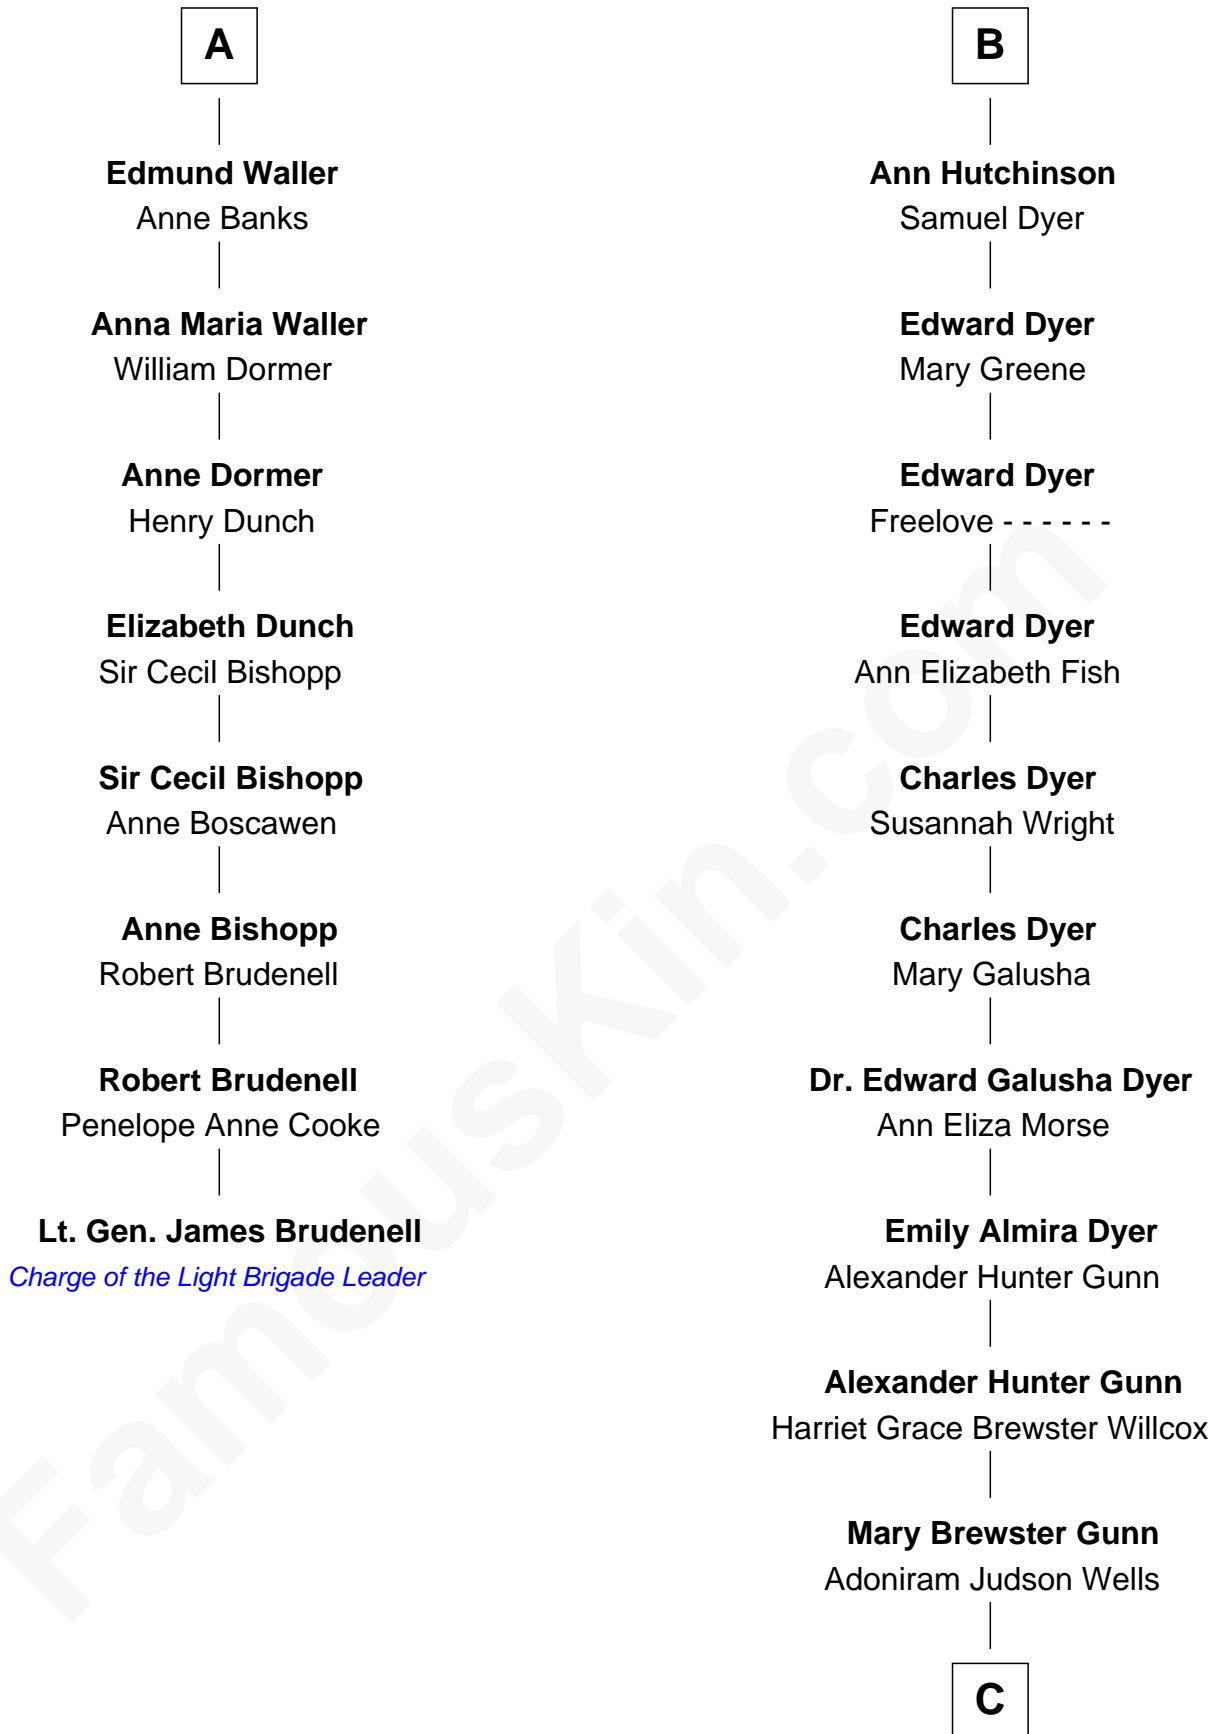 A
Edmund Waller
Anne Banks
Anna Maria Waller
William Dormer
Anne Dormer
Henry Dunch
Elizabeth Dunch
Sir Cecil Bishopp
Sir Cecil Bishopp
Anne Boscawen
Anne Bishopp
Robert Brudenell
Robert Brudenell
Penelope Anne Cooke
Lt. Gen. James Brudenell
Charge of the Light Brigade Leader
B
Ann Hutchinson
Samuel Dyer
Edward Dyer
Mary Greene
Edward Dyer
Freelove - - - - - -
Edward Dyer
Ann Elizabeth Fish
Charles Dyer
Susannah Wright
Charles Dyer
Mary Galusha
Dr. Edward Galusha Dyer
Ann Eliza Morse
Emily Almira Dyer
Alexander Hunter Gunn
Alexander Hunter Gunn
Harriet Grace Brewster Willcox
Mary Brewster Gunn
Adoniram Judson Wells
C
FamousKin.com